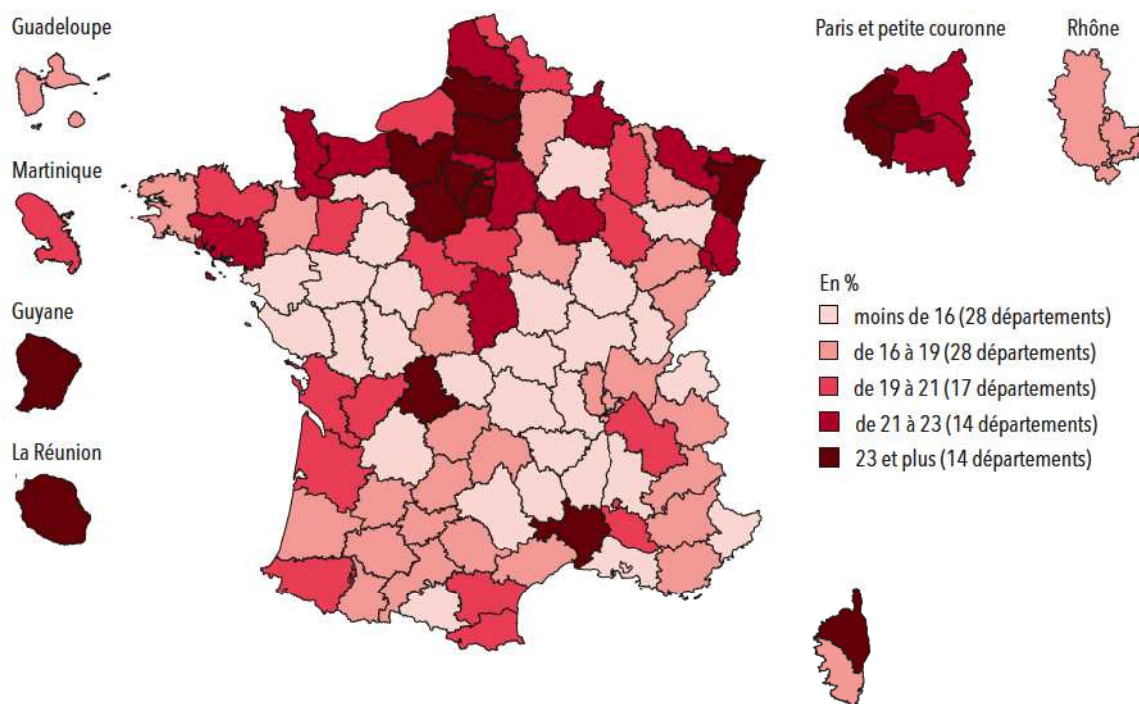 Guadeloupe
Martinique
Guyane
La Réunion
Paris et petite couronne
Rhône
En %
moins de 16 (28 départements)
de 16 à 19 (28 départements)
de 19 à 21 (17 départements)
de 21 à 23 (14 départements)
23 et plus (14 départements)